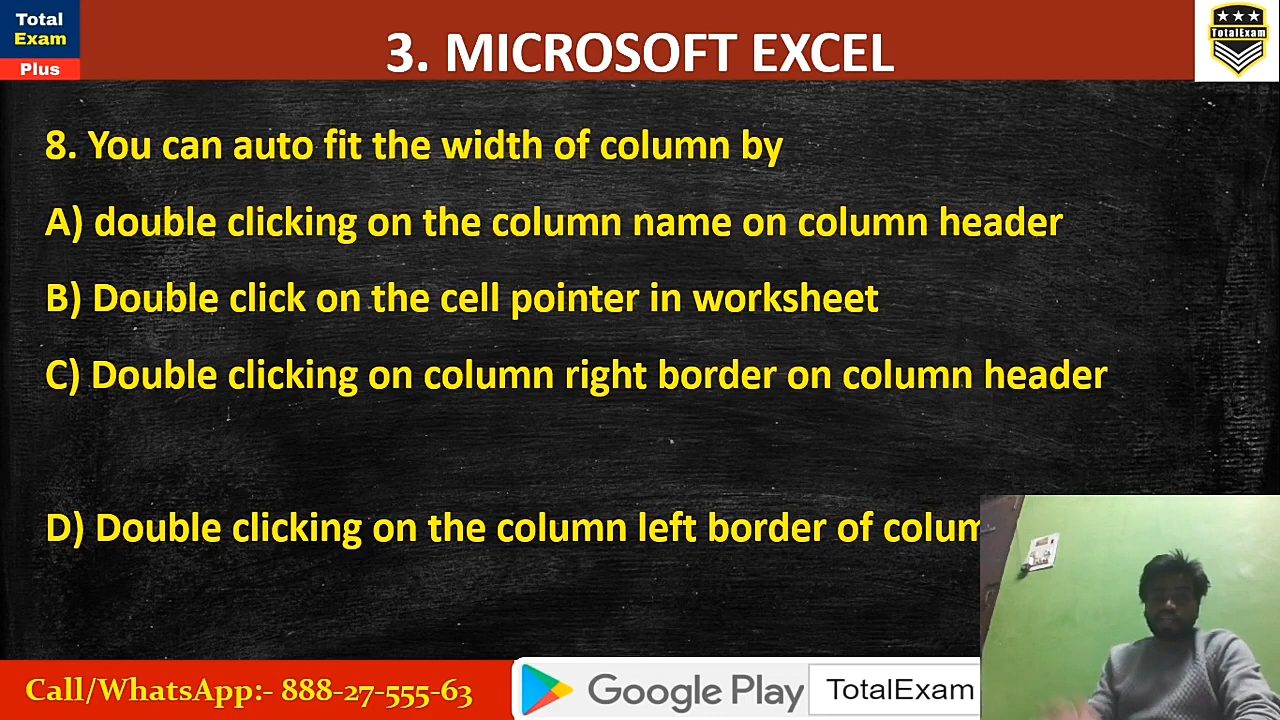 Total
Exam
Plus
3. MICROSOFT EXCEL
TotalExam
8. You can auto fit the width of column by
A) double clicking on the column name on column header
B) Double click on the cell pointer in worksheet
C) Double clicking on column right border on column header
D) Double clicking on the column left border of
Call/WhatsApp:- 888-27-555-63
Google Play
TotalExam